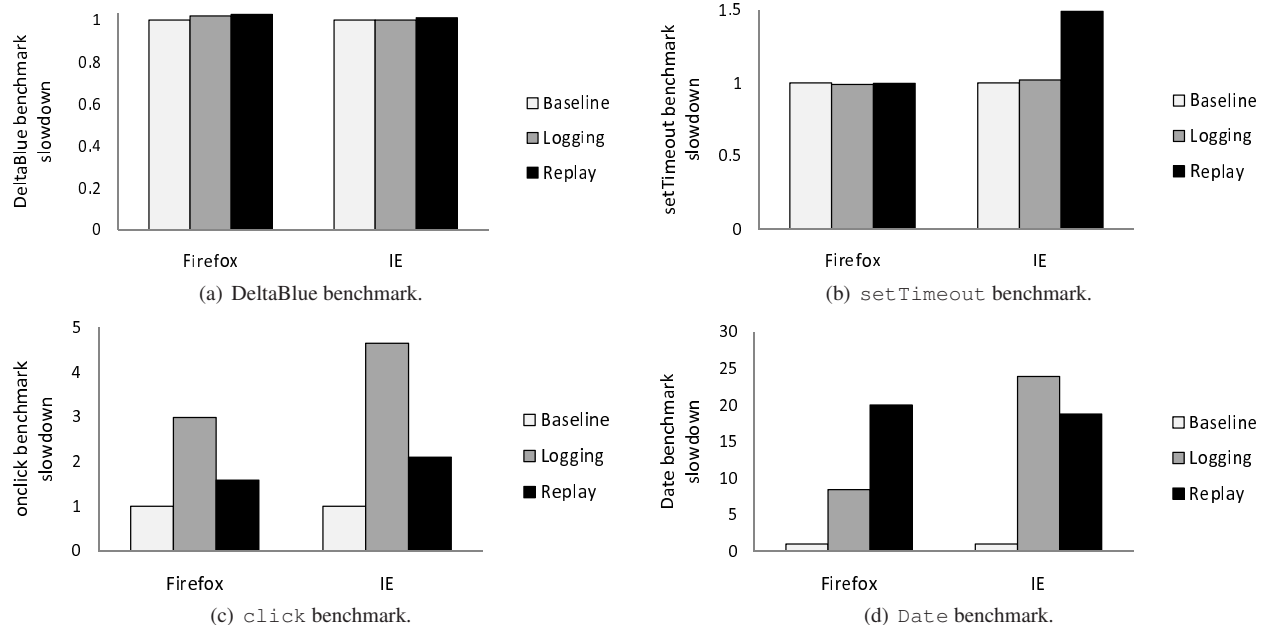 DeltaBlue benchmark
slowdown
1
0.8
0.6
0.4
0.2
0
Firefox
IE
Baseline
Logging
Replay
(a) DeltaBlue benchmark.
setTimeout benchmark
slowdown
1.5
1
0.5
0
Firefox
IE
Baseline
Logging
Replay
(b) setTimeout benchmark.
onclick benchmark
slowdown
5
4
3
2
1
0
Firefox
IE
Baseline
Logging
Replay
(c) click benchmark.
Date benchmark
slowdown
30
25
20
15
10
5
0
Firefox
IE
Baseline
Logging
Replay
(d) Date benchmark.